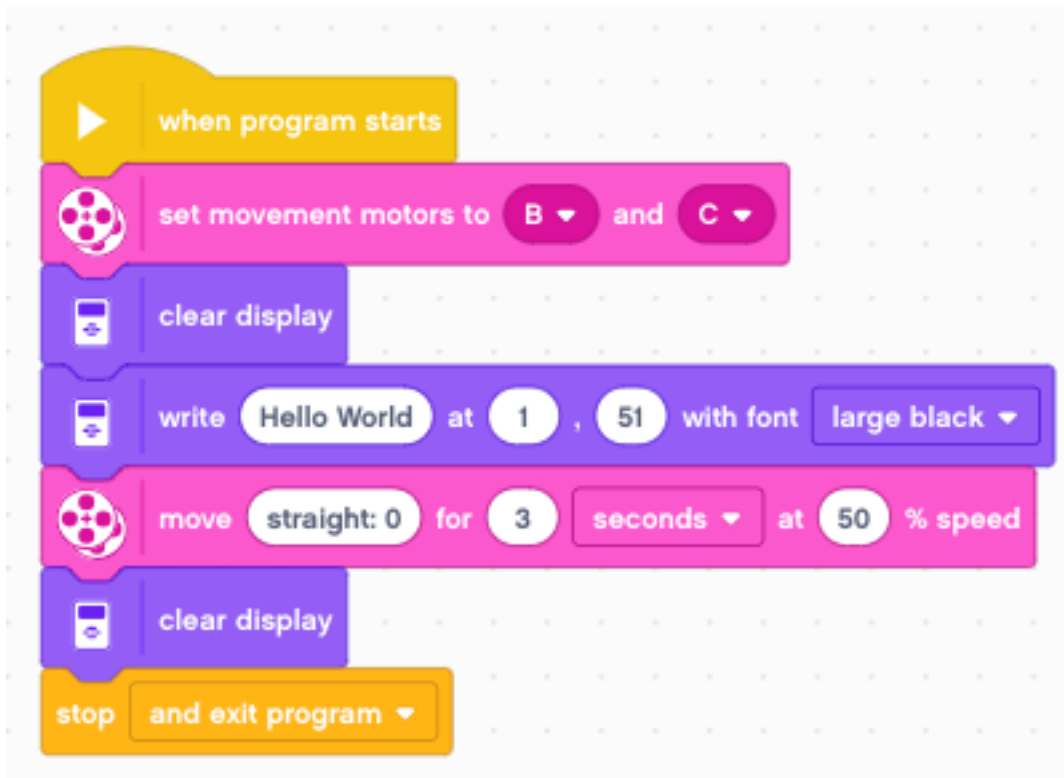 when program starts
set movement motors to B and C
clear display
write Hello World at 1 , 51 with font large black
move straight: 0 for 3 seconds at 50 % speed
clear display
stop and exit program